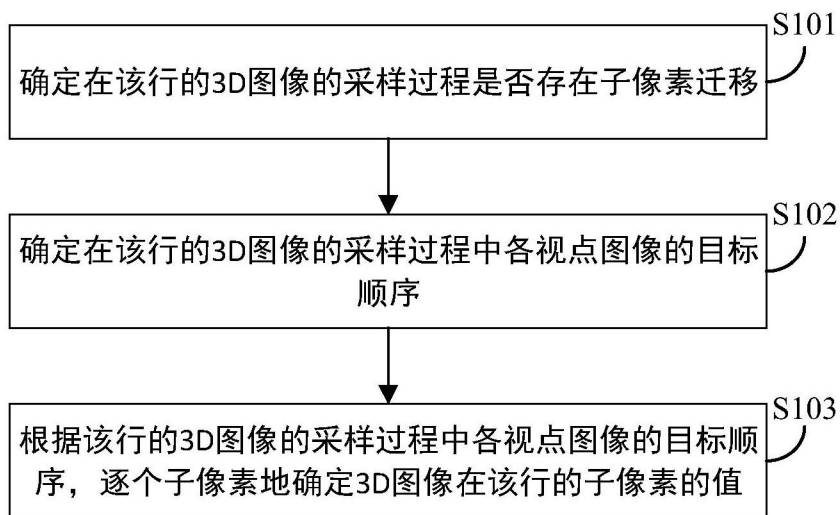 S101
确定在该行的3D图像的采样过程是否存在子像素迁移
S102
确定在该行的3D图像的采样过程中各视点图像的目标
顺序
S103
根据该行的3D图像的采样过程中各视点图像的目标顺
序，逐个子像素地确定3D图像在该行的子像素的值